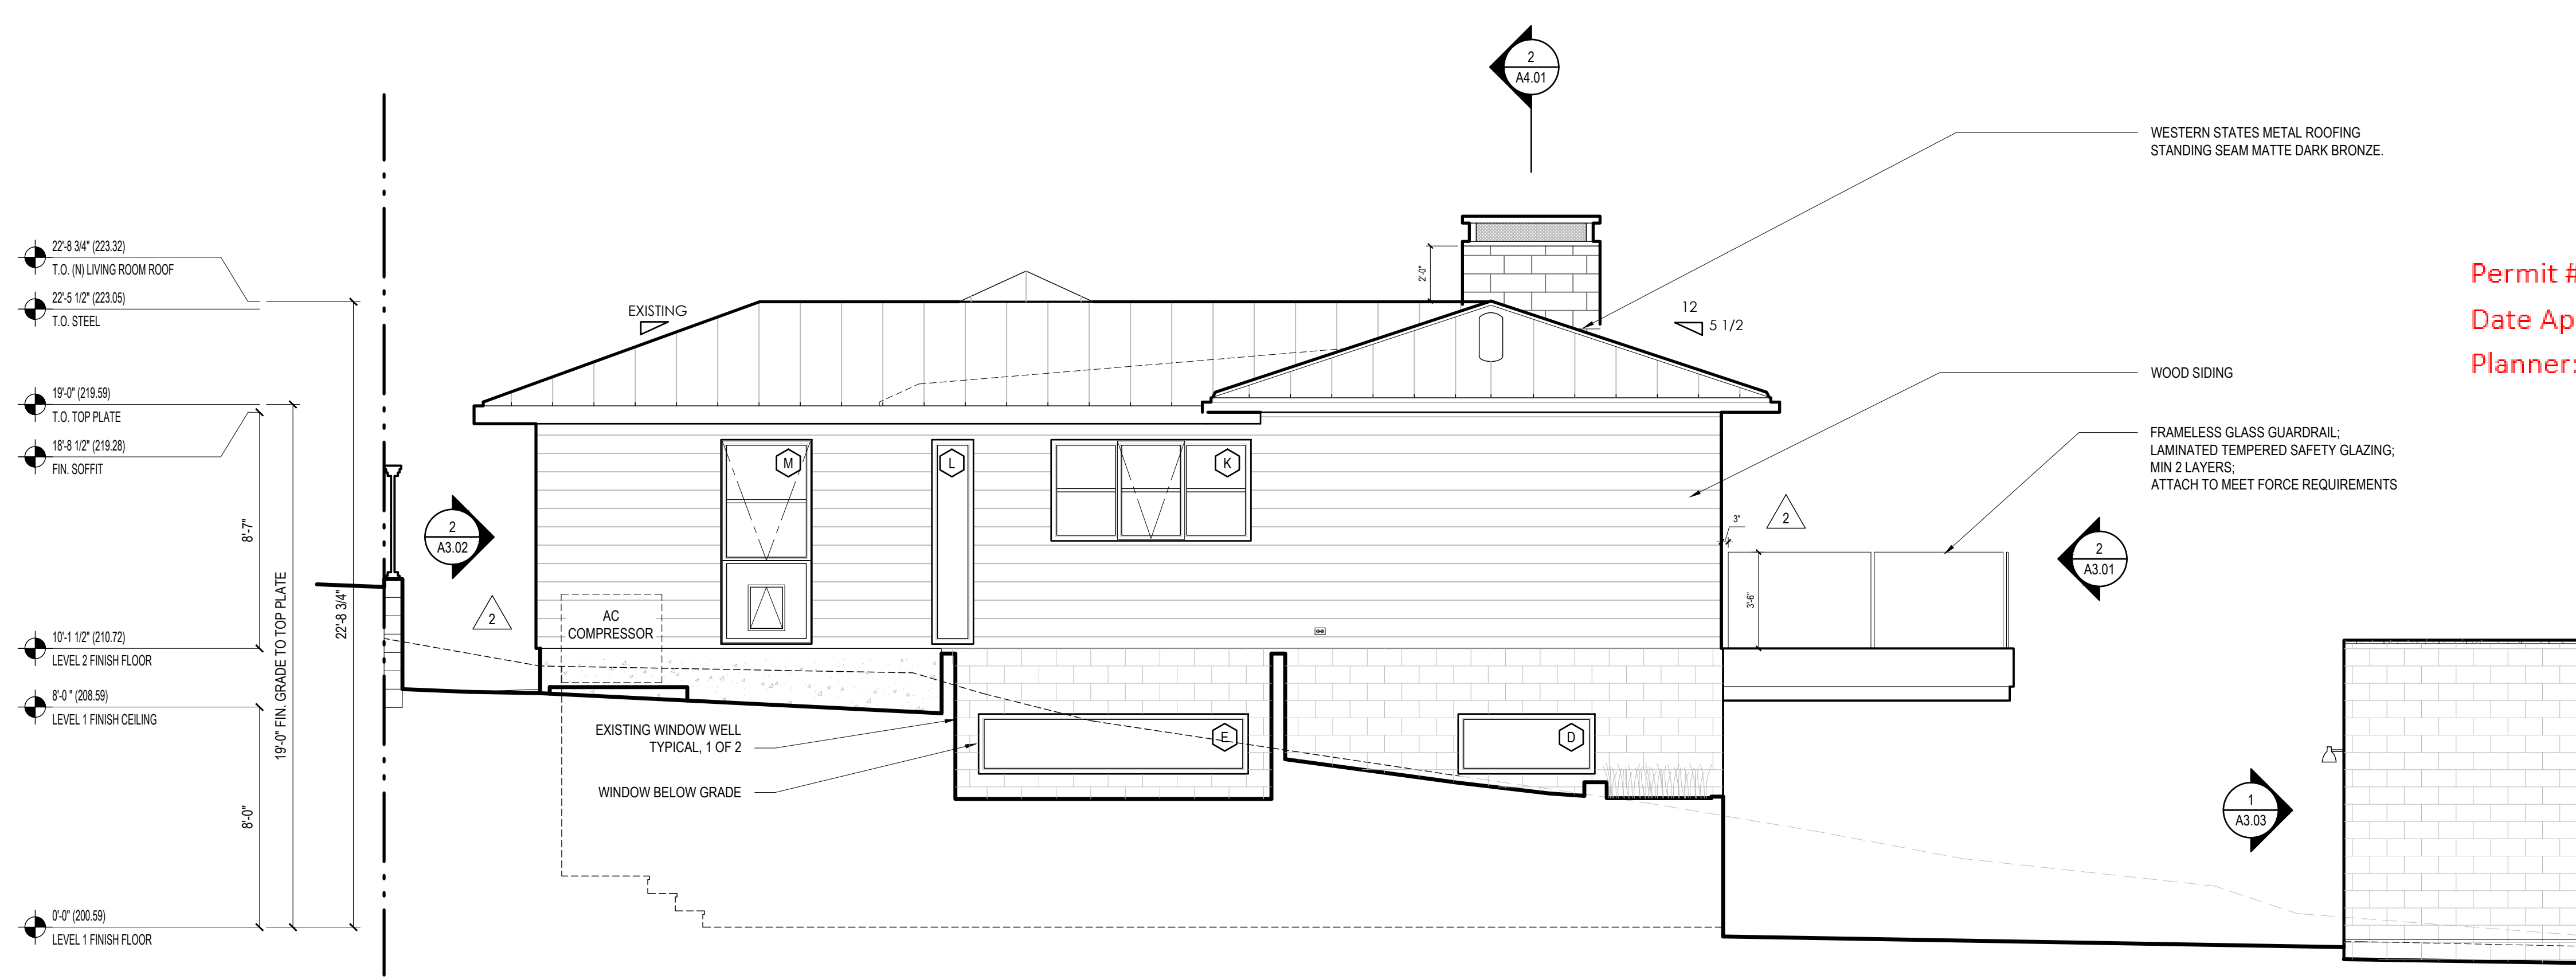 2
A4.01
WESTERN STATES METAL ROOFING
STANDING SEAM MATTE DARK BRONZE.
22'-8 3/4" (223.32)
T.O. (N) LIVING ROOM ROOF
22'-5 1/2" (223.05)
T.O. STEEL
19'-0" (219.59)
T.O. TOP PLATE
18'-8 1/2" (219.28)
FIN. SOFFIT
10'-1 1/2" (210.72)
LEVEL 2 FINISH FLOOR
8'-0 " (208.59)
LEVEL 1 FINISH CEILING
0'-0" (200.59)
LEVEL 1 FINISH FLOOR
8'-7"
8'-0"
19'-0" FIN. GRADE TO TOP PLATE
22'-8 3/4"
EXISTING
2'-0"
12
5 1/2
Permit #
Date Ap
Planner:
WOOD SIDING
FRAMELESS GLASS GUARDRAIL;
LAMINATED TEMPERED SAFETY GLAZING;
MIN 2 LAYERS;
ATTACH TO MEET FORCE REQUIREMENTS
M
L
K
2
A3.02
2
AC
COMPRESSOR
3"
2
3'-6"
2
A3.01
EXISTING WINDOW WELL
TYPICAL, 1 OF 2
WINDOW BELOW GRADE
E
D
1
A3.03